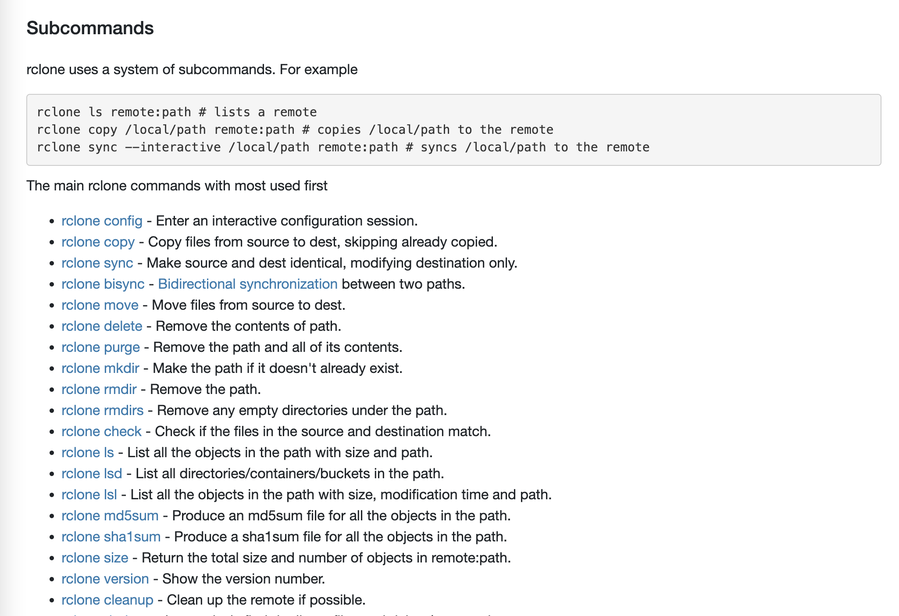 Subcommands
rclone uses a system of subcommands. For example
rclone ls remote:path # lists a remote
rclone copy /local/path remote:path # copies /local/path to the remote
rclone sync --interactive /local/path remote:path # syncs /local/path to the remote
The main rclone commands with most used first
• rclone config - Enter an interactive configuration session.
• rclone copy - Copy files from source to dest, skipping already copied.
• rclone sync - Make source and dest identical, modifying destination only.
• rclone bisync - Bidirectional synchronization between two paths.
• rclone move - Move files from source to dest.
• rclone delete - Remove the contents of path.
• rclone purge - Remove the path and all of its contents.
• rclone mkdir - Make the path if it doesn't already exist.
• rclone rmdir - Remove the path.
• rclone rmdirs - Remove any empty directories under the path.
• rclone check - Check if the files in the source and destination match.
• rclone ls - List all the objects in the path with size and path.
• rclone lsd - List all directories/containers/buckets in the path.
• rclone lsl - List all the objects in the path with size, modification time and path.
• rclone md5sum - Produce an md5sum file for all the objects in the path.
• rclone sha1sum - Produce a sha1sum file for all the objects in the path.
• rclone size - Return the total size and number of objects in remote:path.
• rclone version - Show the version number.
• rclone cleanup - Clean up the remote if possible.